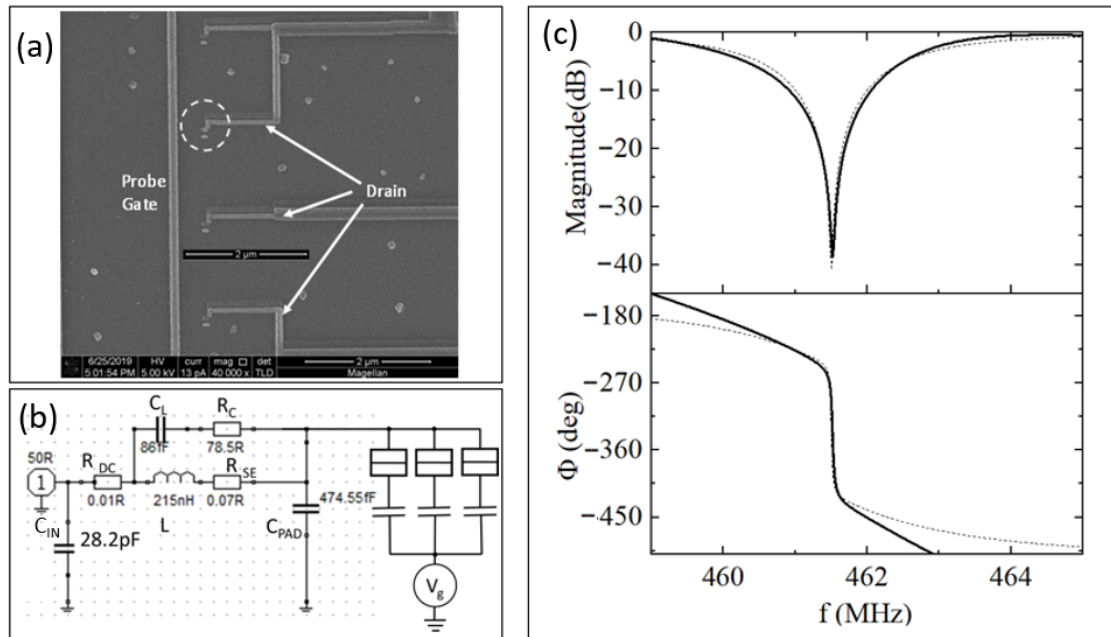 (a)
Probe
Gate
Drain
2 µm
6/25/2019 HV curr mag □ det 2 µm
5:01:54 PM 5.00 kV 13 pA 40 000 x TLD Magellan
(b)
C_L R_C
86fF 78.5R
50R
R_DC R_SE
1
0.01R 215nH 0.07R 474.55fF
L
C_IN C_PAD
28.2pF
V_g
(c)
Magnitude(dB)
0
−10
−20
−30
−40
Φ (deg)
−180
−270
−360
−450
460 462 464
f (MHz)